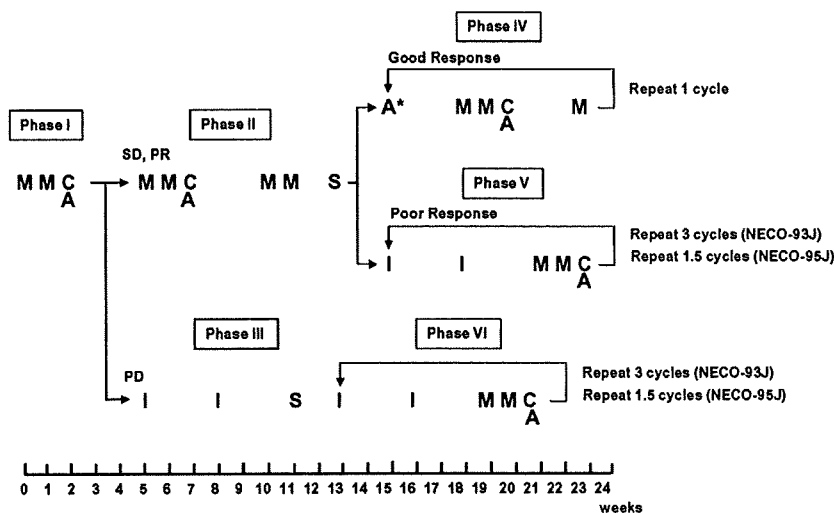 Phase IV
Good Response
A* M M C M Repeat 1 cycle
A
Phase I Phase II
SD, PR
M M C M M C M M S
A A
Phase V
Poor Response
Repeat 3 cycles (NECO-93J)
I I M M C Repeat 1.5 cycles (NECO-95J)
A
Phase III Phase VI
PD
Repeat 3 cycles (NECO-93J)
I I S I I M M C Repeat 1.5 cycles (NECO-95J)
A
0 1 2 3 4 5 6 7 8 9 10 11 12 13 14 15 16 17 18 19 20 21 22 23 24
weeks